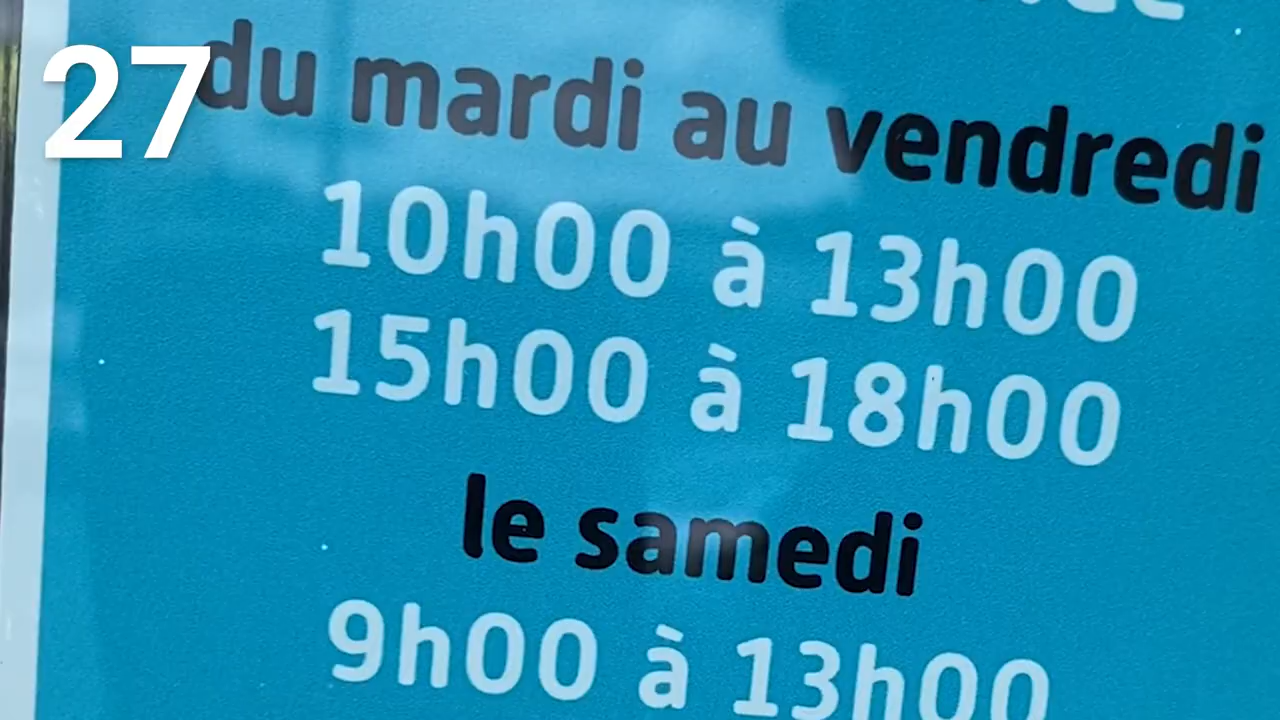 27
du mardi au vendredi
10h00 à 13h00
15h00 à 18h00
le samedi
9h00 à 13h00